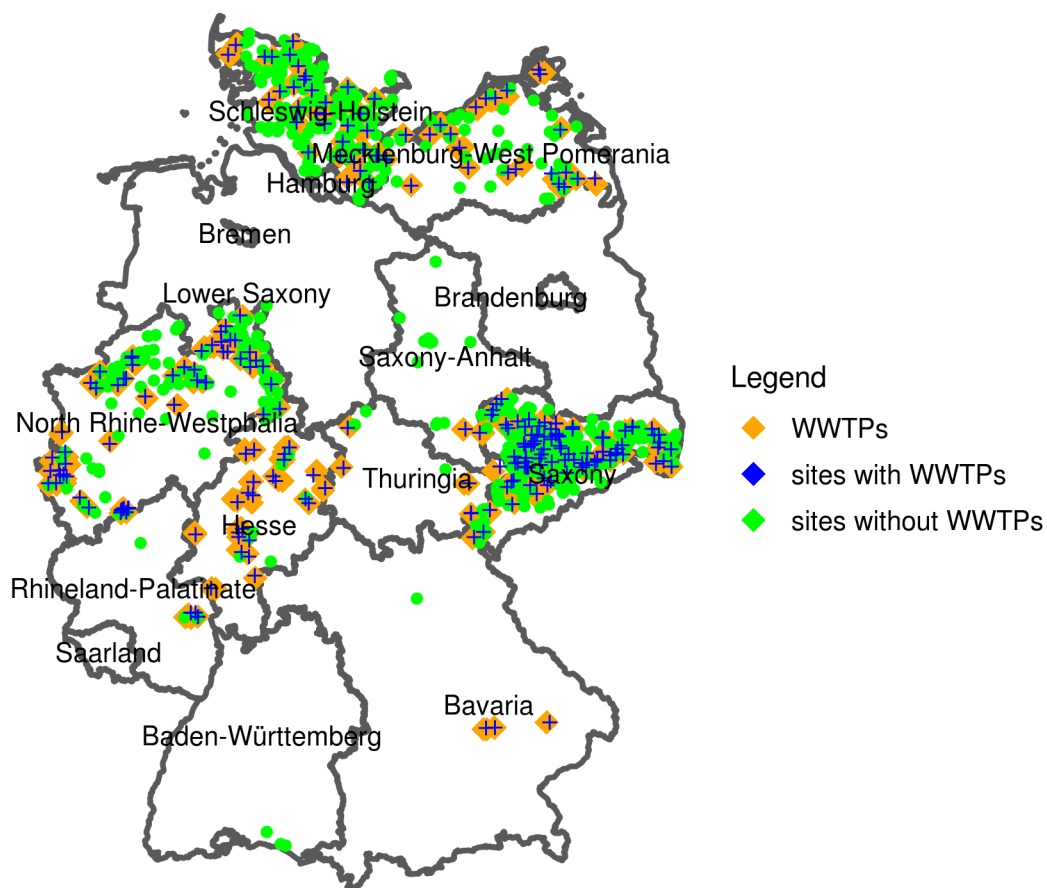 Schleswig-Holstein
Mecklenburg-West Pomerania
Hamburg
Bremen
Lower Saxony
Brandenburg
Saxony-Anhalt
Legend
North Rhine-Westphalia
WWTPs
Thuringia
Saxony
sites with WWTPs
Hesse
sites without WWTPs
Rhineland-Palatinate
Saarland
Bavaria
Baden-Württemberg